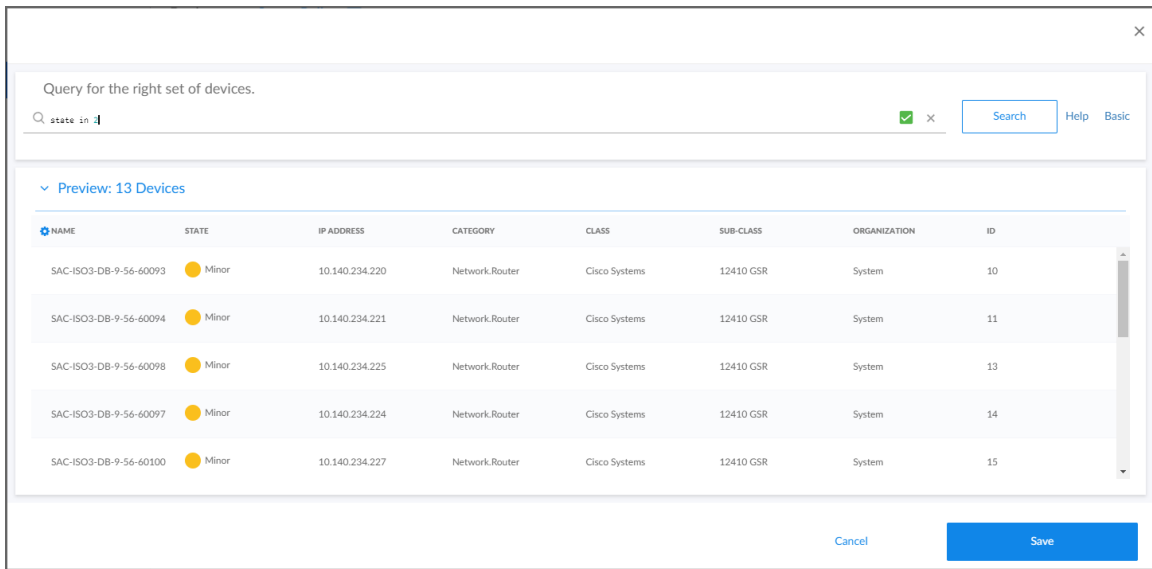 Query for the right set of devices.
state in 2
Search Help Basic
Preview: 13 Devices
NAME STATE IP ADDRESS CATEGORY CLASS SUB-CLASS ORGANIZATION ID
SAC-ISO3-DB-9-56-60093 Minor 10.140.234.220 Network.Router Cisco Systems 12410 GSR System 10
SAC-ISO3-DB-9-56-60094 Minor 10.140.234.221 Network.Router Cisco Systems 12410 GSR System 11
SAC-ISO3-DB-9-56-60098 Minor 10.140.234.225 Network.Router Cisco Systems 12410 GSR System 13
SAC-ISO3-DB-9-56-60097 Minor 10.140.234.224 Network.Router Cisco Systems 12410 GSR System 14
SAC-ISO3-DB-9-56-60100 Minor 10.140.234.227 Network.Router Cisco Systems 12410 GSR System 15
Cancel Save